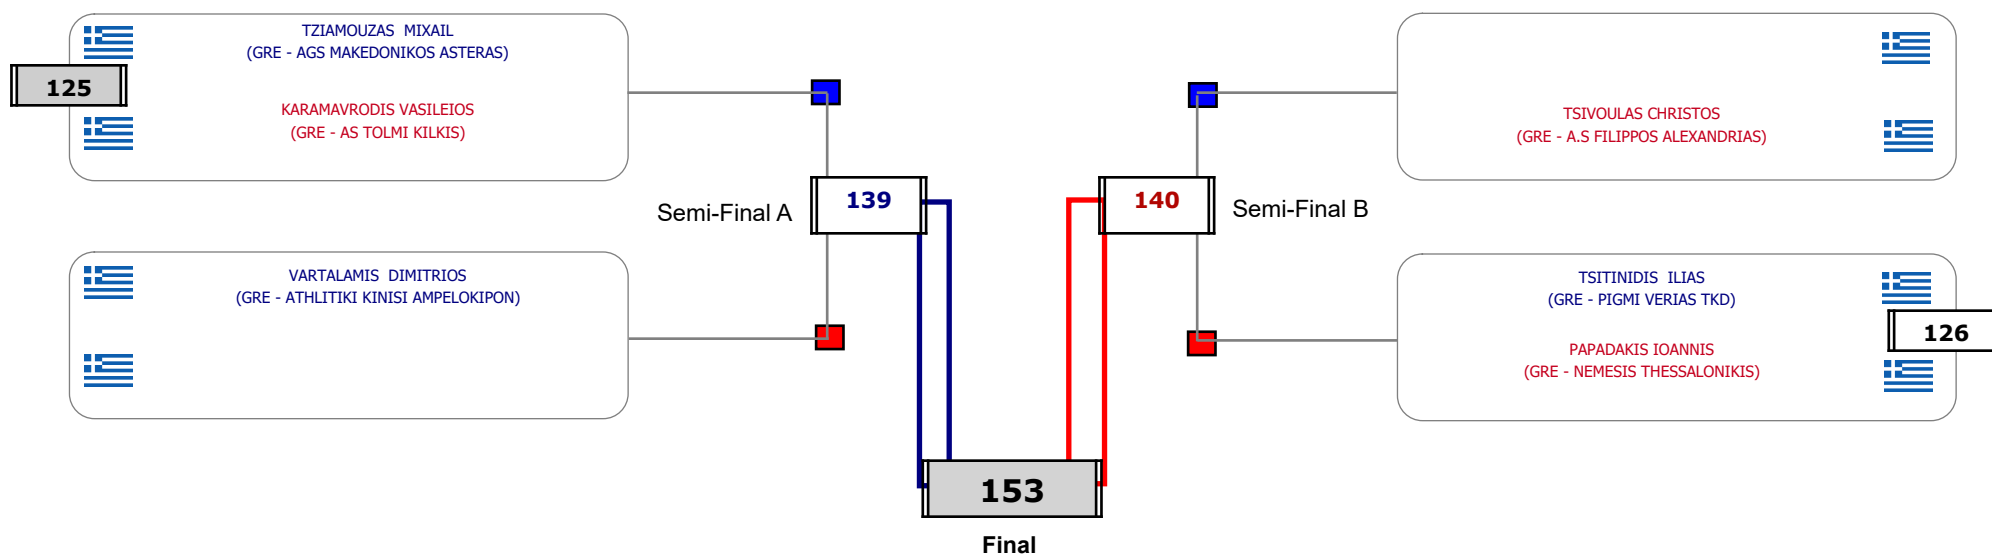 TZIAMOUZAS MIXAIL
(GRE - AGS MAKEDONIKOS ASTERAS)
125
KARAMAVRODIS VASILEIOS
(GRE - AS TOLMI KILKIS)
TSIVOULAS CHRISTOS
(GRE - A.S FILIPPOS ALEXANDRIAS)
Semi-Final A
139
140
Semi-Final B
VARTALAMIS DIMITRIOS
(GRE - ATHLITIKI KINISI AMPELOKIPON)
TSITINIDIS ILIAS
(GRE - PIGMI VERIAS TKD)
126
PAPADAKIS IOANNIS
(GRE - NEMESIS THESSALONIKIS)
153
Final